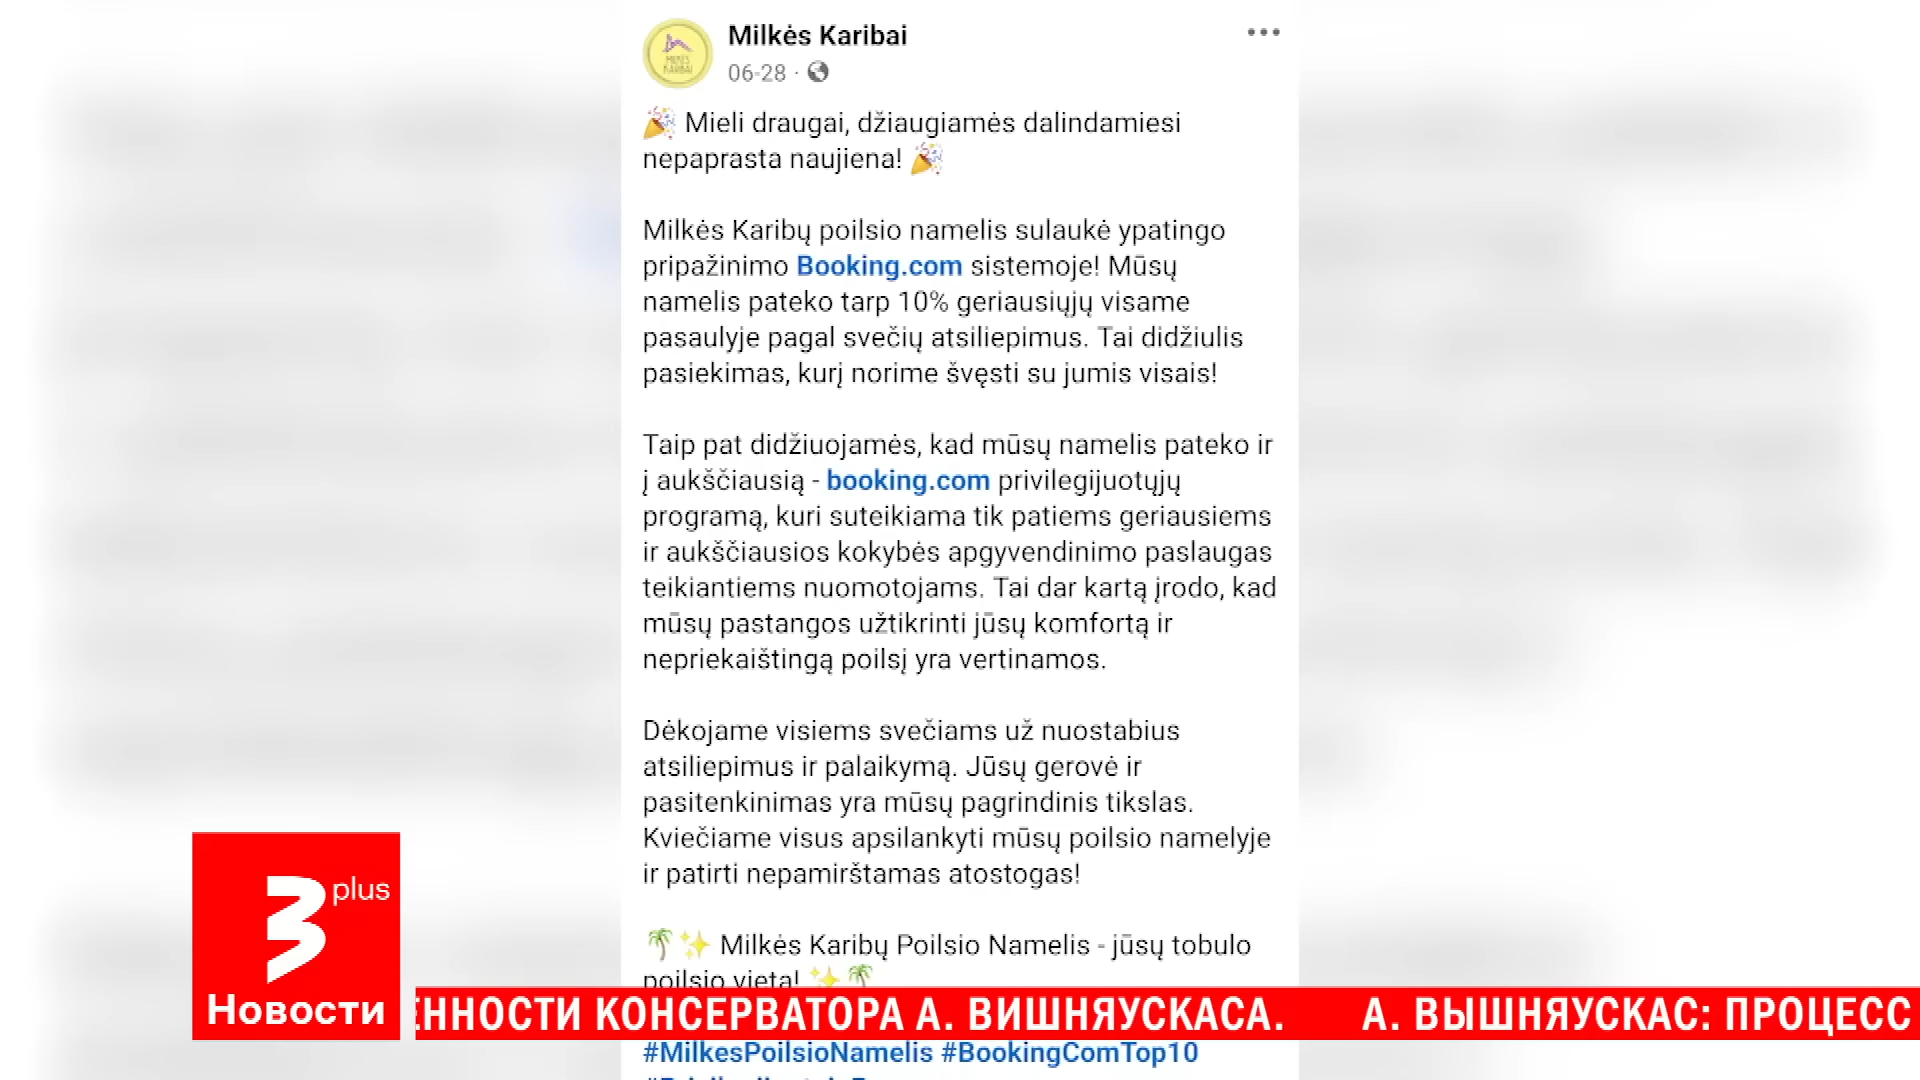 Milkės Karibai
06-28 ·
🎉 Mieli draugai, džiaugiamės dalindamiesi
nepaprasta naujiena! 🎉
Milkės Karibų poilsio namelis sulaukė ypatingo
pripažinimo Booking.com sistemoje! Mūsų
namelis pateko tarp 10% geriausiųjų visame
pasaulyje pagal svečių atsiliepimus. Tai didžiulis
pasiekimas, kurį norime švęsti su jumis visais!
Taip pat didžiuojamės, kad mūsų namelis pateko ir
į aukščiausią - booking.com privilegijuotųjų
programą, kuri suteikiama tik patiems geriausiems
ir aukščiausios kokybės apgyvendinimo paslaugas
teikiantiems nuomotojams. Tai dar kartą įrodo, kad
mūsų pastangos užtikrinti jūsų komfortą ir
nepriekaištingą poilsį yra vertinamos.
Dėkojame visiems svečiams už nuostabius
atsiliepimus ir palaikymą. Jūsų gerovė ir
pasitenkinimas yra mūsų pagrindinis tikslas.
Kviečiame visus apsilankyti mūsų poilsio namelyje
ir patirti nepamirštamas atostogas!
🌴✨ Milkės Karibų Poilsio Namelis - jūsų tobulo
poilsio vieta! ✨🌴
3 plus
Новости
ЕННОСТИ КОНСЕРВАТОРА А. ВИШНЯУСКАСА. А. ВЫШНЯУСКАС: ПРОЦЕСС
#MilkesPoilsioNamelis #BookingComTop10